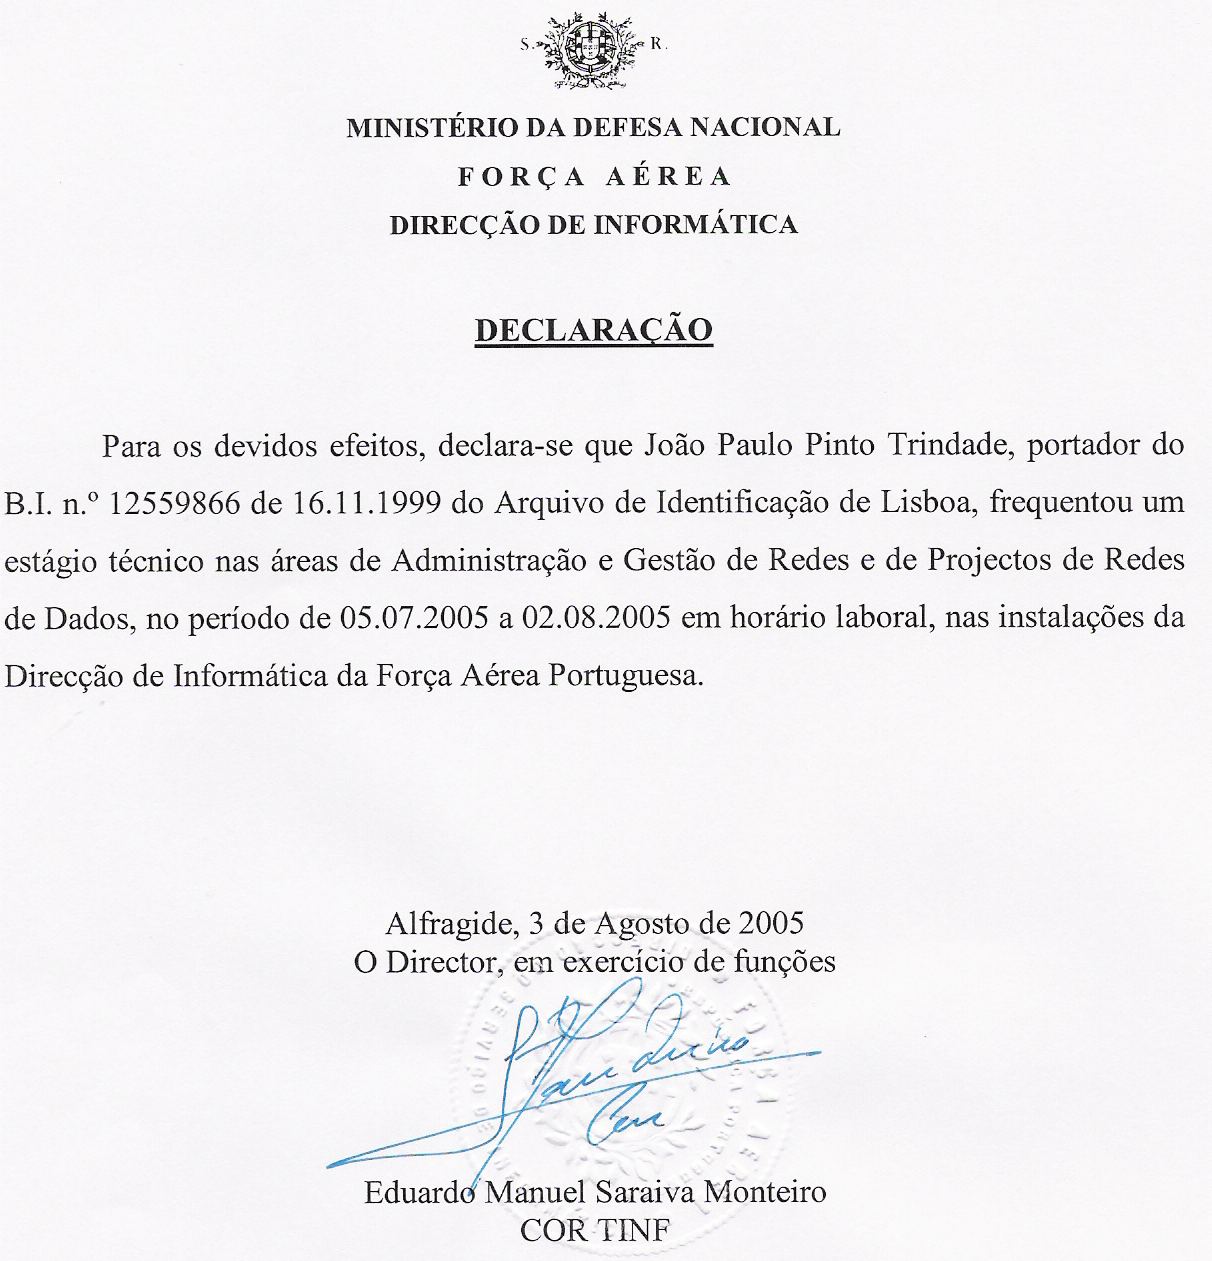 S. R.
MINISTÉRIO DA DEFESA NACIONAL
FORÇA AÉREA
DIRECÇÃO DE INFORMÁTICA
DECLARAÇÃO
Para os devidos efeitos, declara-se que João Paulo Pinto Trindade, portador do
B.I. n.º 12559866 de 16.11.1999 do Arquivo de Identificação de Lisboa, frequentou um
estágio técnico nas áreas de Administração e Gestão de Redes e de Projectos de Redes
de Dados, no período de 05.07.2005 a 02.08.2005 em horário laboral, nas instalações da
Direcção de Informática da Força Aérea Portuguesa.
Alfragide, 3 de Agosto de 2005
O Director, em exercício de funções
FORÇA AÉREA
Eduardo Manuel Saraiva Monteiro
COR TINF